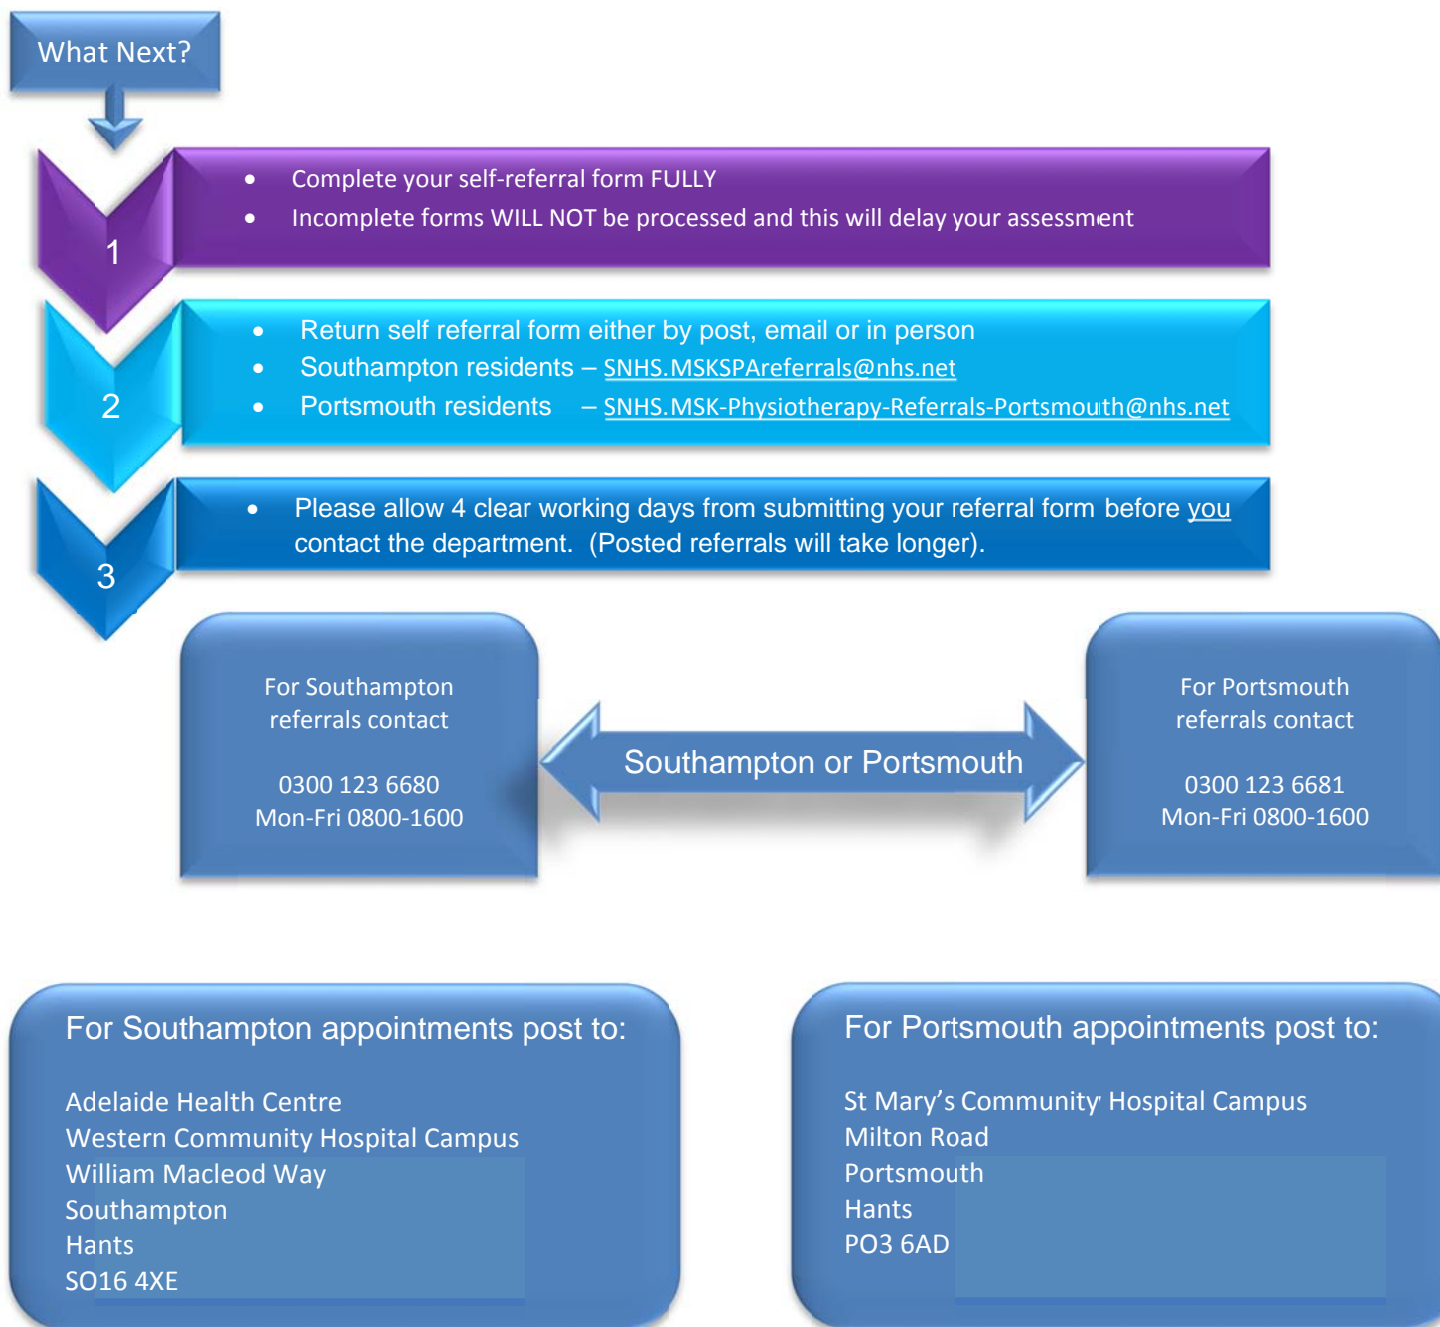 What Next?
1
• Complete your self-referral form FULLY
• Incomplete forms WILL NOT be processed and this will delay your assessment
2
• Return self referral form either by post, email or in person
• Southampton residents – SNHS.MSKSPAreferrals@nhs.net
• Portsmouth residents – SNHS.MSK-Physiotherapy-Referrals-Portsmouth@nhs.net
3
• Please allow 4 clear working days from submitting your referral form before you
contact the department. (Posted referrals will take longer).
For Southampton
referrals contact
0300 123 6680
Mon-Fri 0800-1600
Southampton or Portsmouth
For Portsmouth
referrals contact
0300 123 6681
Mon-Fri 0800-1600
For Southampton appointments post to:
Adelaide Health Centre
Western Community Hospital Campus
William Macleod Way
Southampton
Hants
SO16 4XE
For Portsmouth appointments post to:
St Mary’s Community Hospital Campus
Milton Road
Portsmouth
Hants
PO3 6AD